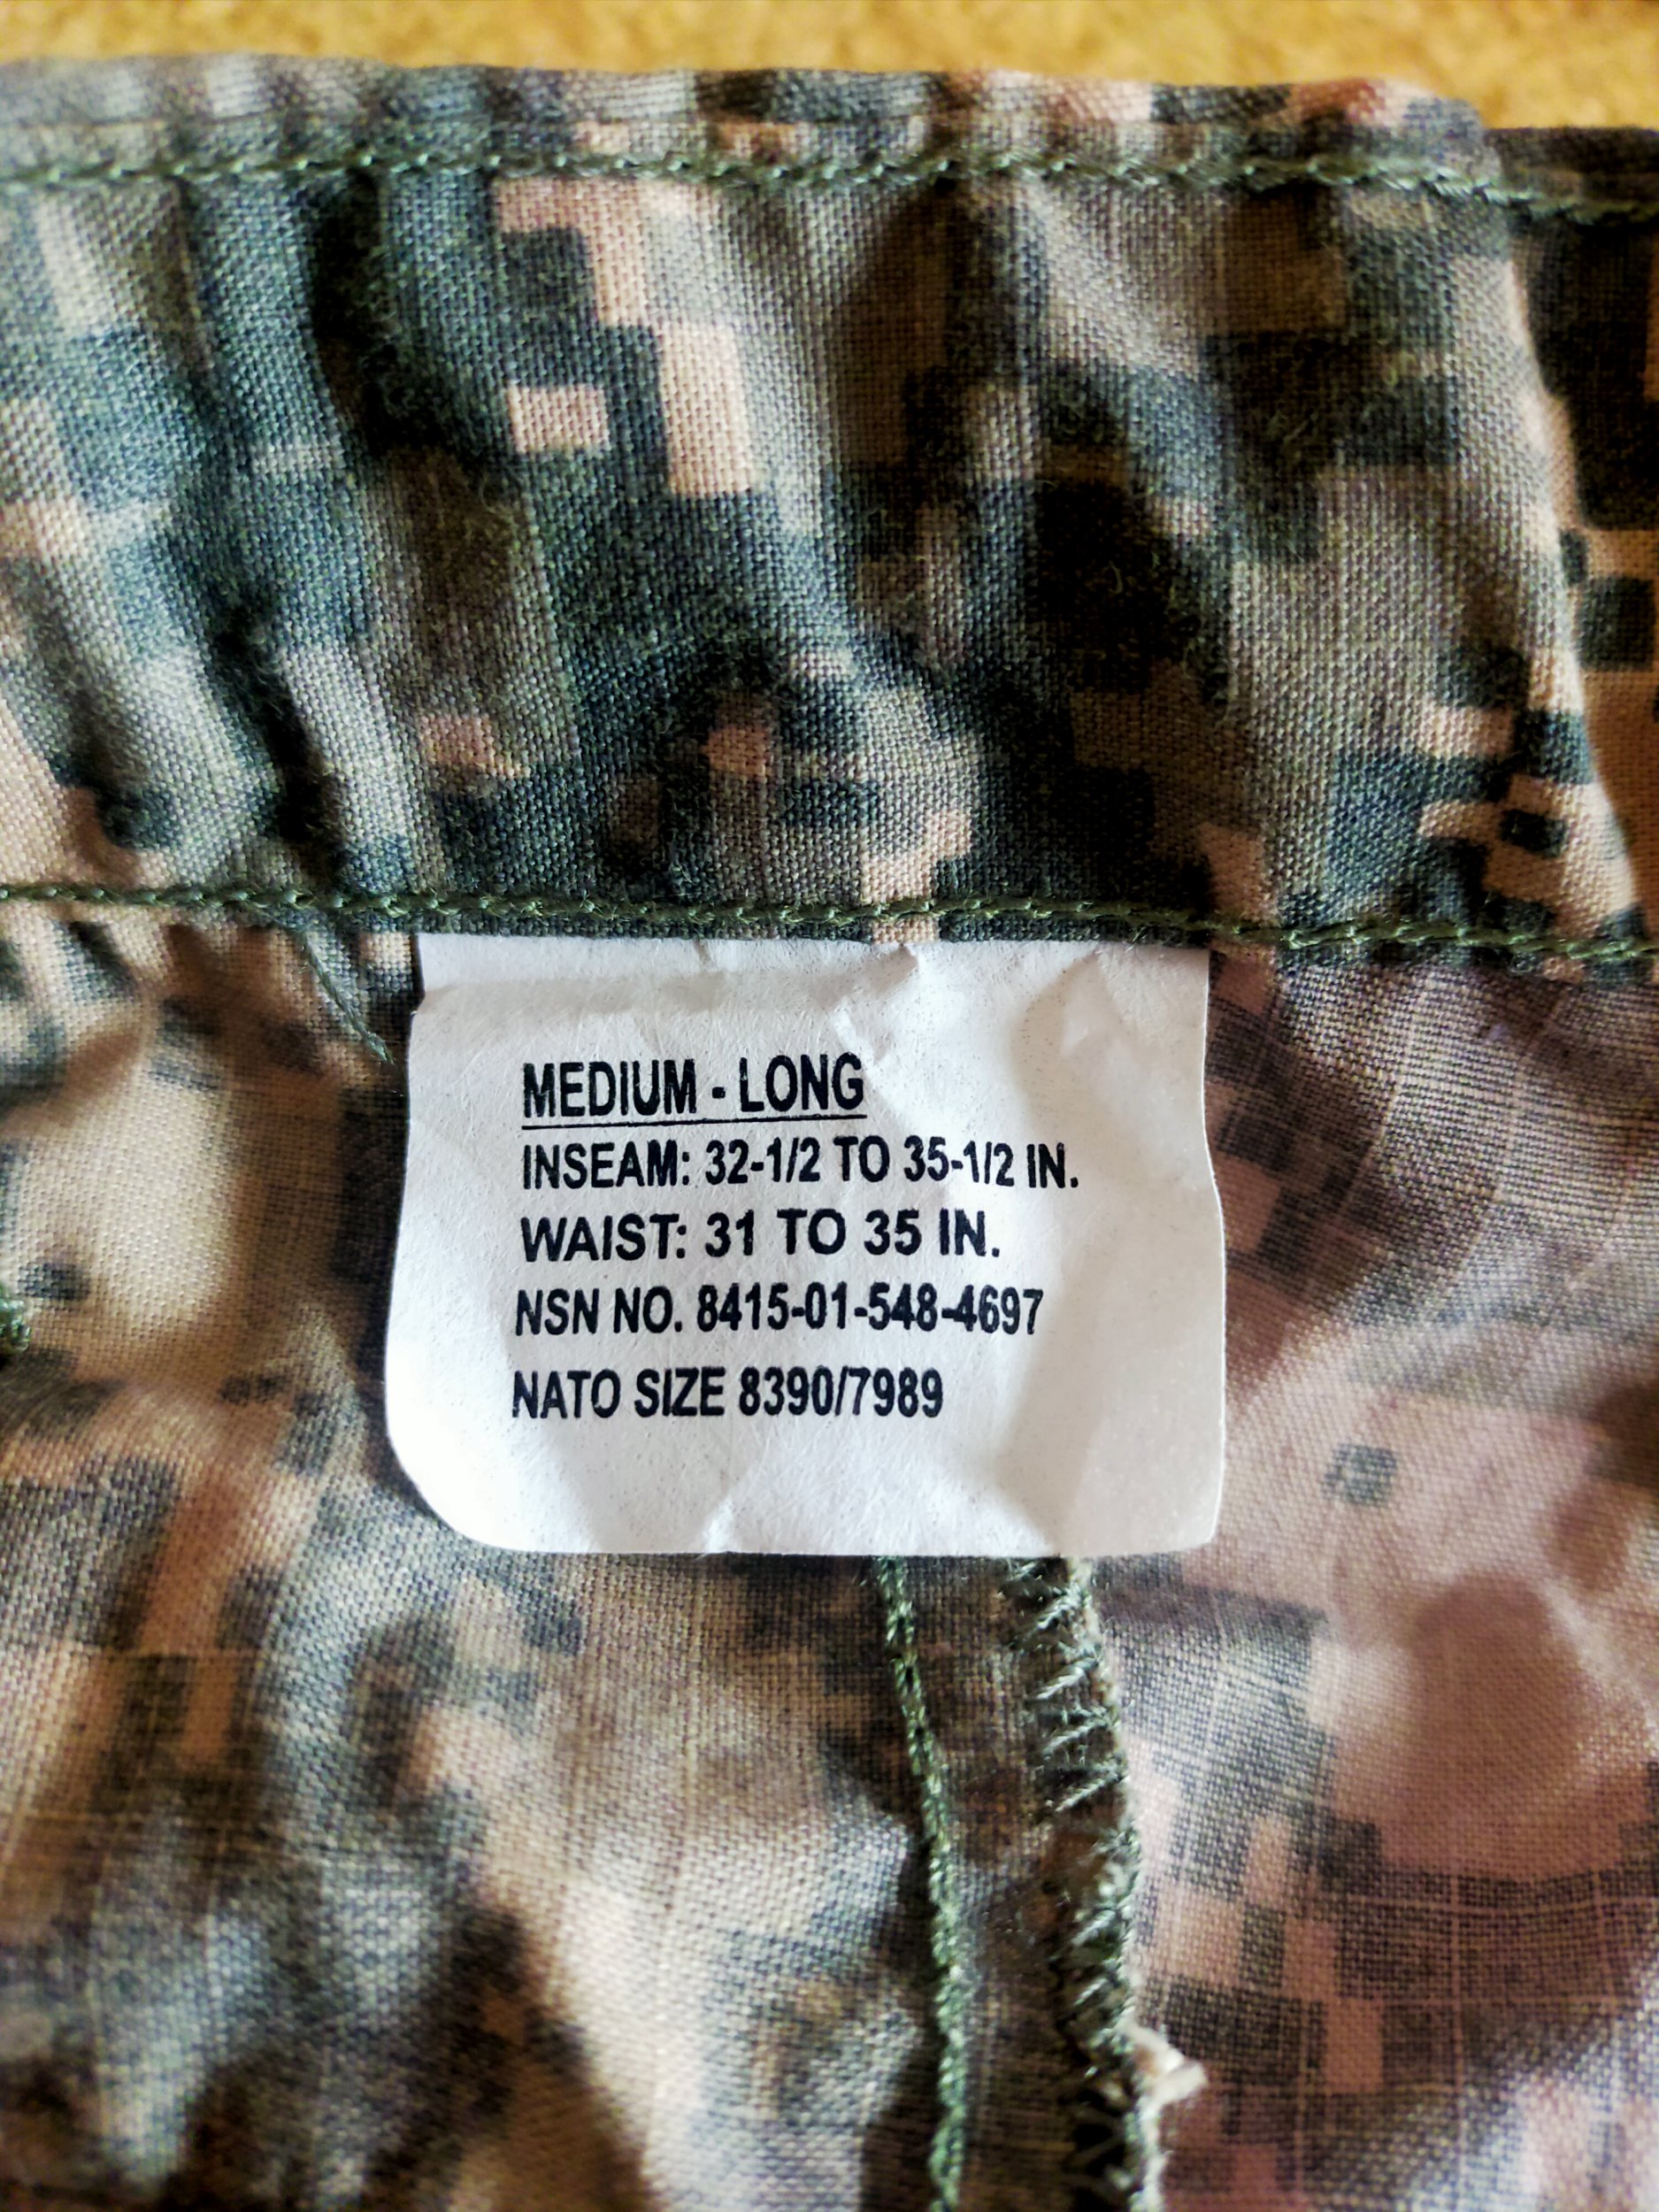 MEDIUM - LONG
INSEAM: 32-1/2 TO 35-1/2 IN.
WAIST: 31 TO 35 IN.
NSN NO. 8415-01-548-4697
NATO SIZE 8390/7989